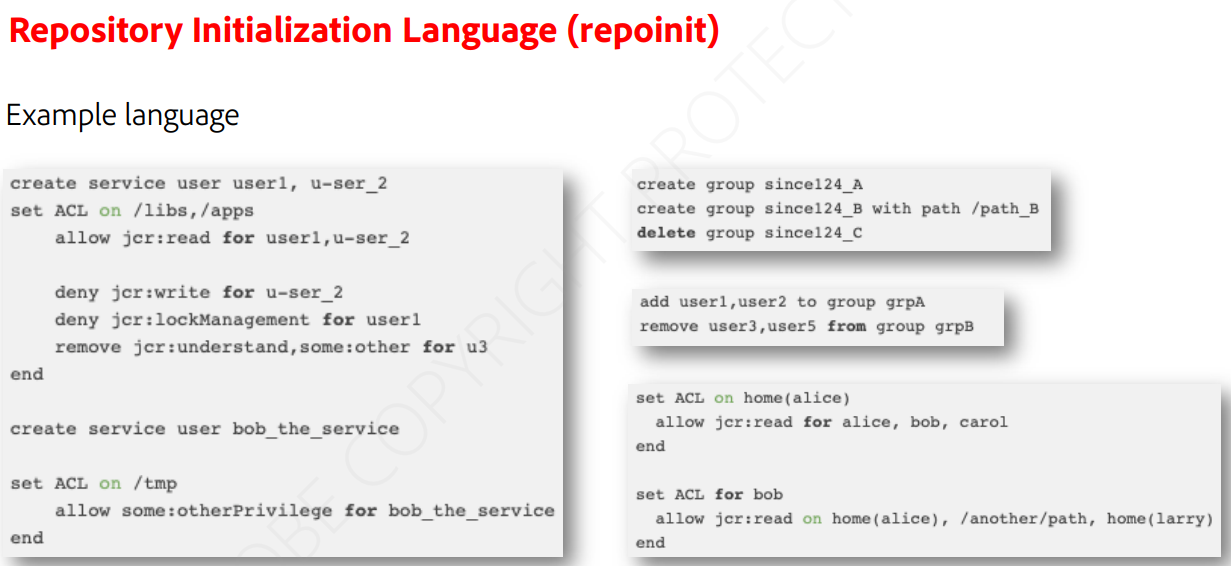 Repository Initialization Language (repoinit)
Example language
create service user user1, u-ser_2
set ACL on /libs,/apps
allow jcr:read for user1,u-ser_2
deny jcr:write for u-ser_2
deny jcr:lockManagement for user1
remove jcr:understand,some:other for u3
end
create service user bob_the_service
set ACL on /tmp
allow some:otherPrivilege for bob_the_service
end
create group since124_A
create group since124_B with path /path_B
delete group since124_C
add user1,user2 to group grpA
remove user3,user5 from group grpB
set ACL on home(alice)
allow jcr:read for alice, bob, carol
end
set ACL for bob
allow jcr:read on home(alice), /another/path, home(larry)
end
COPYRIGHT